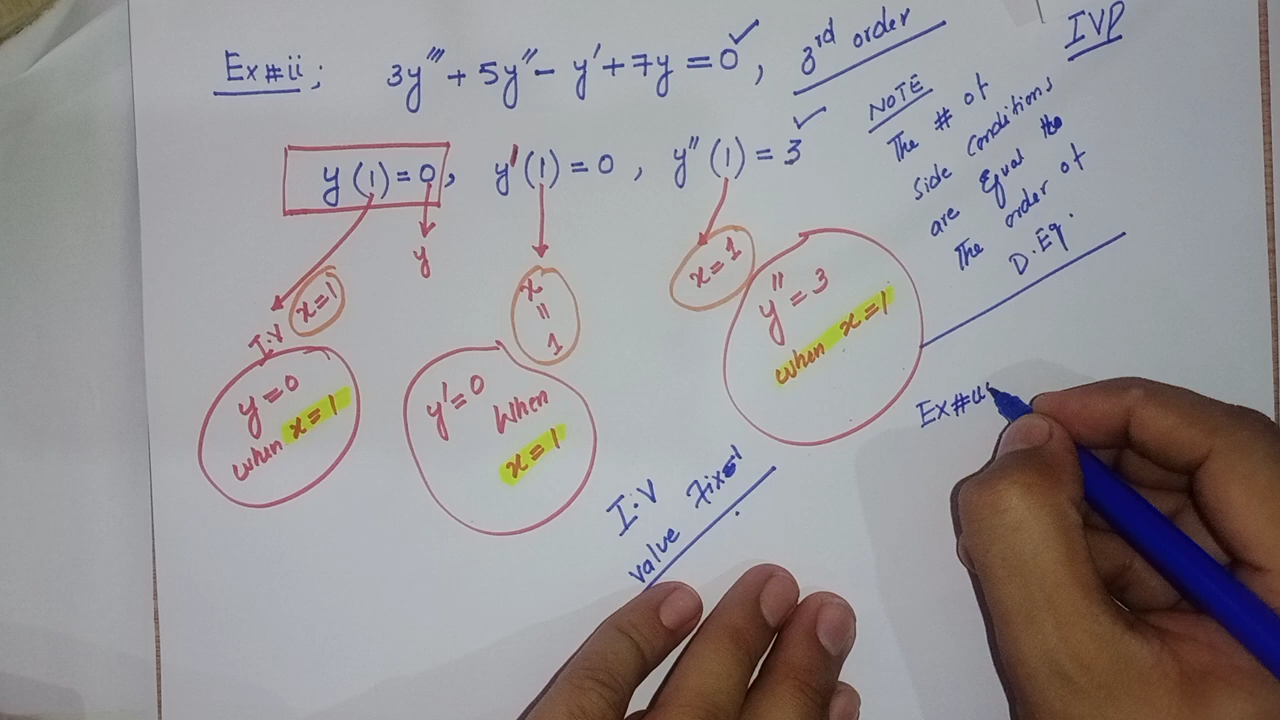 Ex#ii; 3y''' + 5y'' - y' + 7y = 0 ✓, 3rd order
IVP
y(1) = 0, y'(1) = 0, y''(1) = 3 ✓
NOTE
The # of
side conditions
are Equal the
The order of
D.Eq.
x=1
I.V
y
x
"
1
x=1
y=0
when x=1
y'=0 When
x=1
y''=3
when x=1
I.V
value Fixed.
Ex#ii